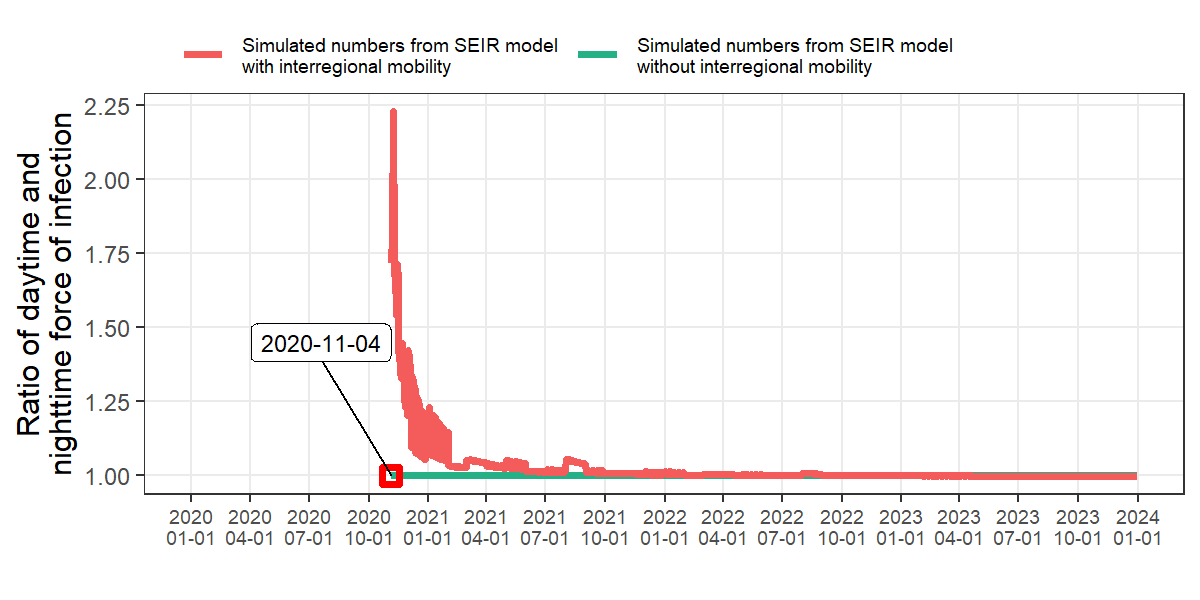 Simulated numbers from SEIR model
with interregional mobility
Simulated numbers from SEIR model
without interregional mobility
Ratio of daytime and
nighttime force of infection
2.25
2.00
1.75
1.50
1.25
1.00
2020-11-04
2020 2020 2020 2020 2021 2021 2021 2021 2022 2022 2022 2022 2023 2023 2023 2023 2024
01-01 04-01 07-01 10-01 01-01 04-01 07-01 10-01 01-01 04-01 07-01 10-01 01-01 04-01 07-01 10-01 01-01